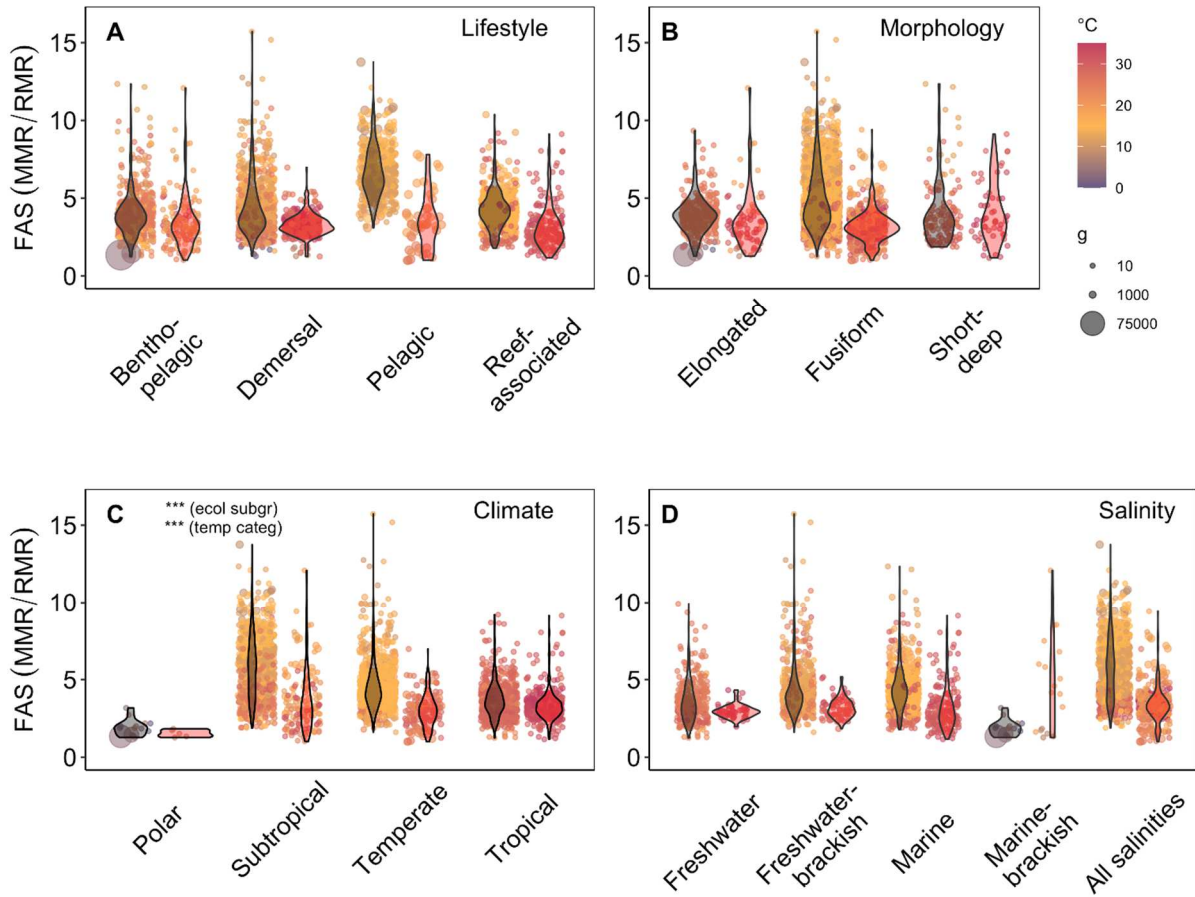 A
Lifestyle
FAS (MMR/RMR)
15
10
5
0
Bentho-
pelagic
Demersal
Pelagic
Reef-
associated
B
Morphology
15
10
5
0
Elongated
Fusiform
Short-
deep
°C
30
20
10
0
g
10
1000
75000
C
*** (ecol subgr)
*** (temp categ)
Climate
FAS (MMR/RMR)
15
10
5
0
Polar
Subtropical
Temperate
Tropical
D
Salinity
15
10
5
0
Freshwater
Freshwater-
brackish
Marine
Marine-
brackish
All salinities